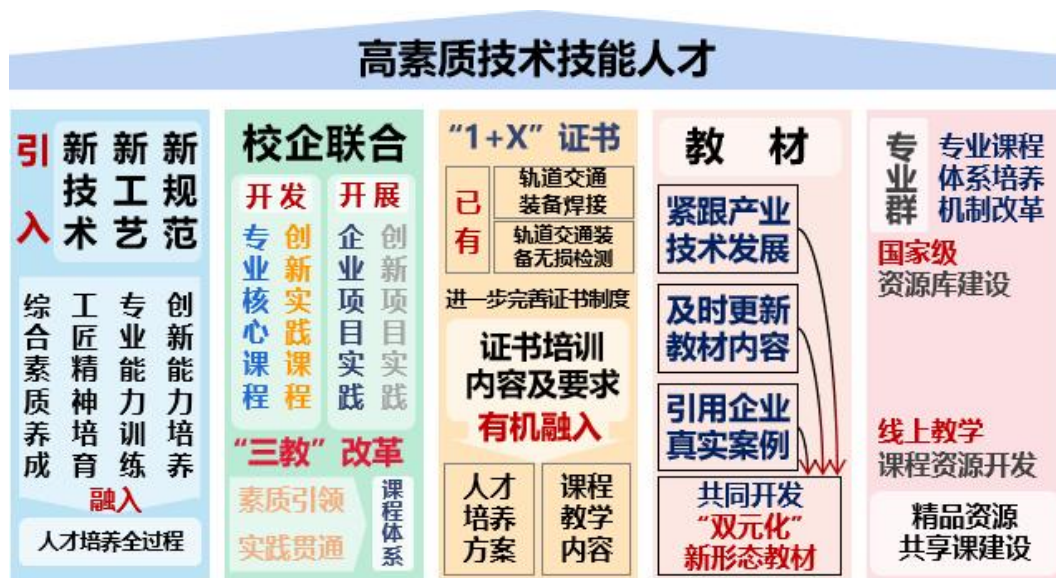 高素质技术技能人才
引入
新技术
新工艺
新规范
综合素质养成
工匠精神培育
专业能力训练
创新能力培养
融入
人才培养全过程
校企联合
开发
专业核心课程
创新实践课程
开展
企业项目实践
创新项目实践
“三教”改革
素质引领
实践贯通
课程体系
“1+X”证书
已有
轨道交通
装备焊接
轨道交通装
备无损检测
进一步完善证书制度
证书培训
内容及要求
有机融入
人才
培养
方案
课程
教学
内容
教材
紧跟产业
技术发展
及时更新
教材内容
引用企业
真实案例
共同开发
“双元化”
新形态教材
专业群
专业课程
体系培养
机制改革
国家级
资源库建设
线上教学
课程资源开发
精品资源
共享课建设